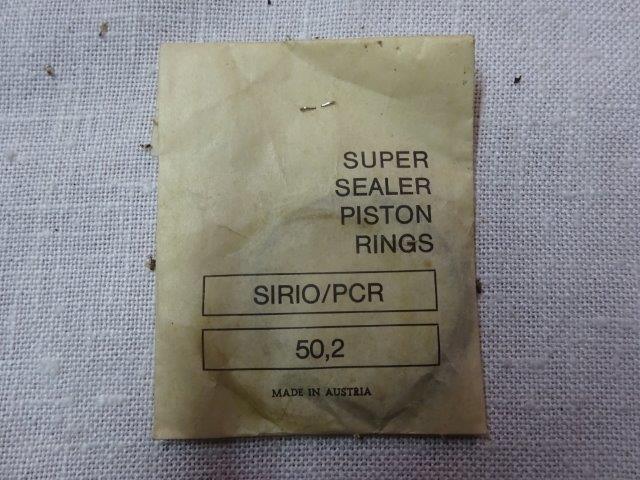 SUPER
SEALER
PISTON
RINGS
SIRIO/PCR
50,2
MADE IN AUSTRIA